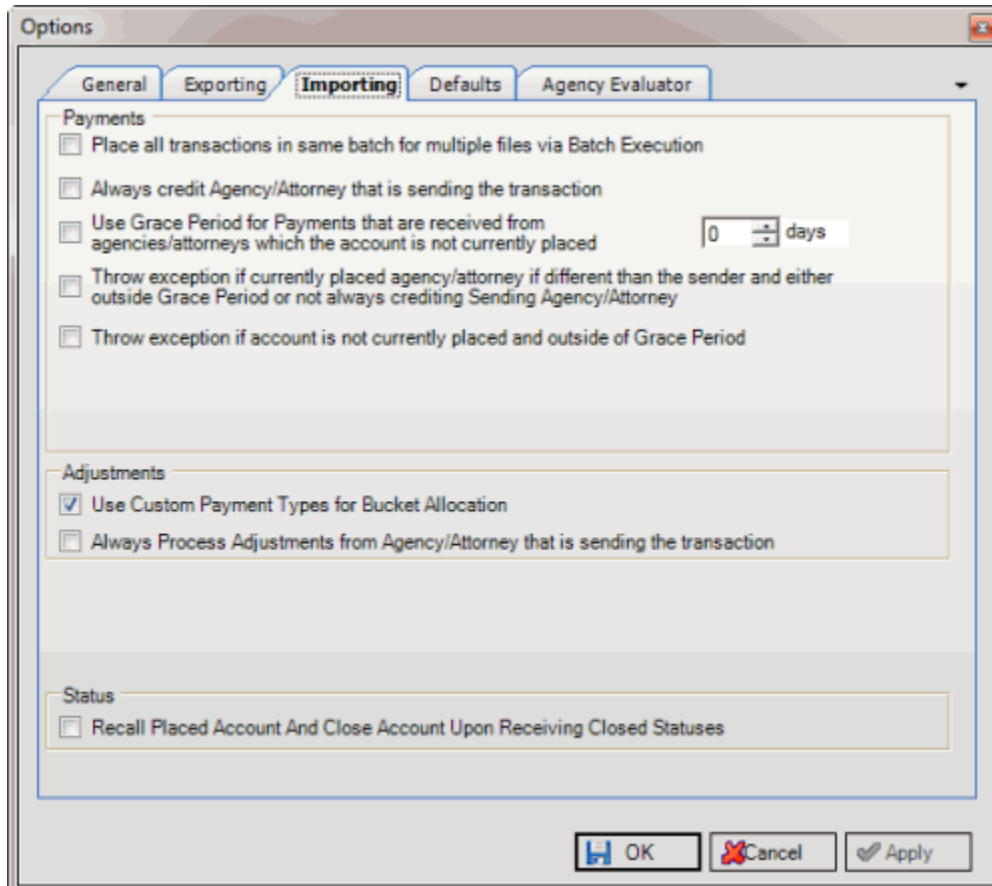 Options
General Exporting Importing Defaults Agency Evaluator
Payments
Place all transactions in same batch for multiple files via Batch Execution
Always credit Agency/Attorney that is sending the transaction
Use Grace Period for Payments that are received from
agencies/attorneys which the account is not currently placed
0 days
Throw exception if currently placed agency/attorney if different than the sender and either
outside Grace Period or not always crediting Sending Agency/Attorney
Throw exception if account is not currently placed and outside of Grace Period
Adjustments
Use Custom Payment Types for Bucket Allocation
Always Process Adjustments from Agency/Attorney that is sending the transaction
Status
Recall Placed Account And Close Account Upon Receiving Closed Statuses
OK Cancel Apply